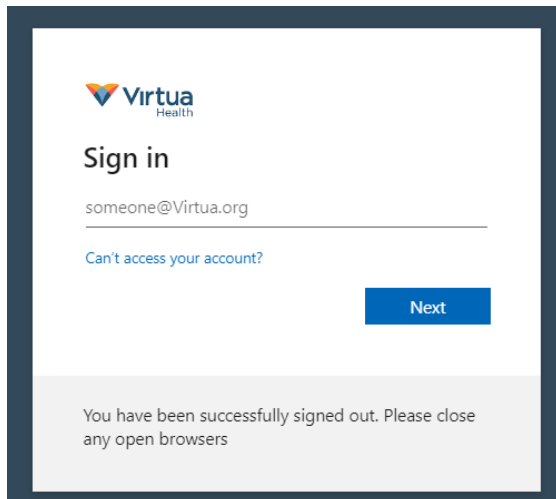 Virtua
Health
Sign in
someone@Virtua.org
Can't access your account?
Next
You have been successfully signed out. Please close
any open browsers